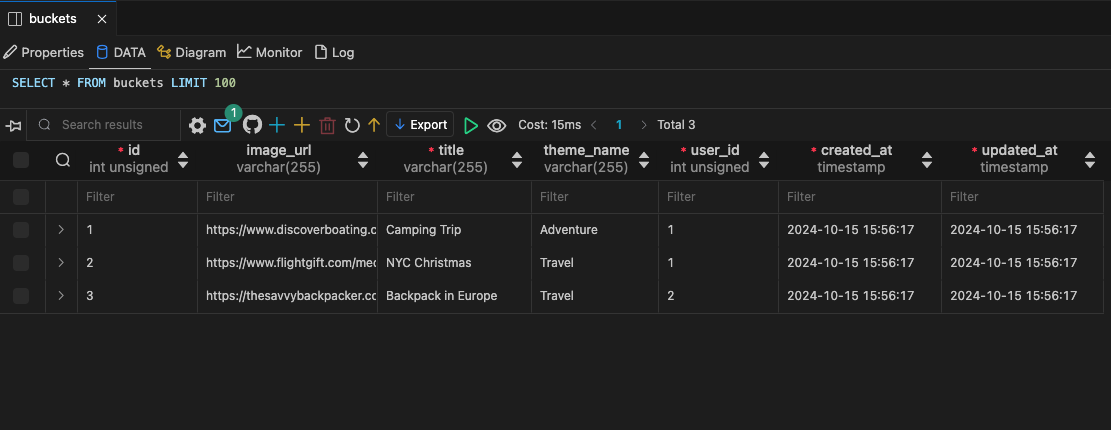 buckets
Properties DATA Diagram Monitor Log
SELECT * FROM buckets LIMIT 100
Search results 1 Export Cost: 15ms 1 Total 3
* id image_url * title theme_name * user_id * created_at * updated_at
int unsigned varchar(255) varchar(255) varchar(255) int unsigned timestamp timestamp
Filter Filter Filter Filter Filter Filter Filter
1 https://www.discoverboating.c Camping Trip Adventure 1 2024-10-15 15:56:17 2024-10-15 15:56:17
2 https://www.flightgift.com/mec NYC Christmas Travel 1 2024-10-15 15:56:17 2024-10-15 15:56:17
3 https://thesavvybackpacker.cc Backpack in Europe Travel 2 2024-10-15 15:56:17 2024-10-15 15:56:17